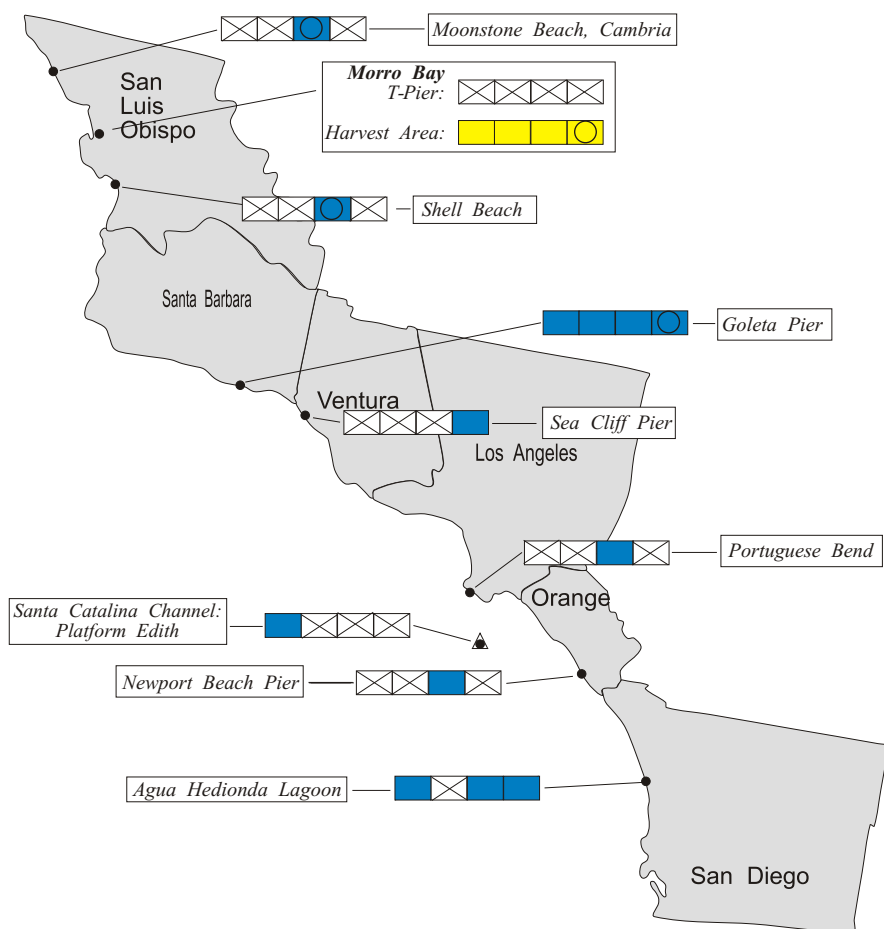 Moonstone Beach, Cambria
San
Luis
Obispo
Morro Bay
T-Pier:
Harvest Area:
Shell Beach
Santa Barbara
Goleta Pier
Ventura
Sea Cliff Pier
Los Angeles
Portuguese Bend
Orange
Santa Catalina Channel:
Platform Edith
Newport Beach Pier
Agua Hedionda Lagoon
San Diego